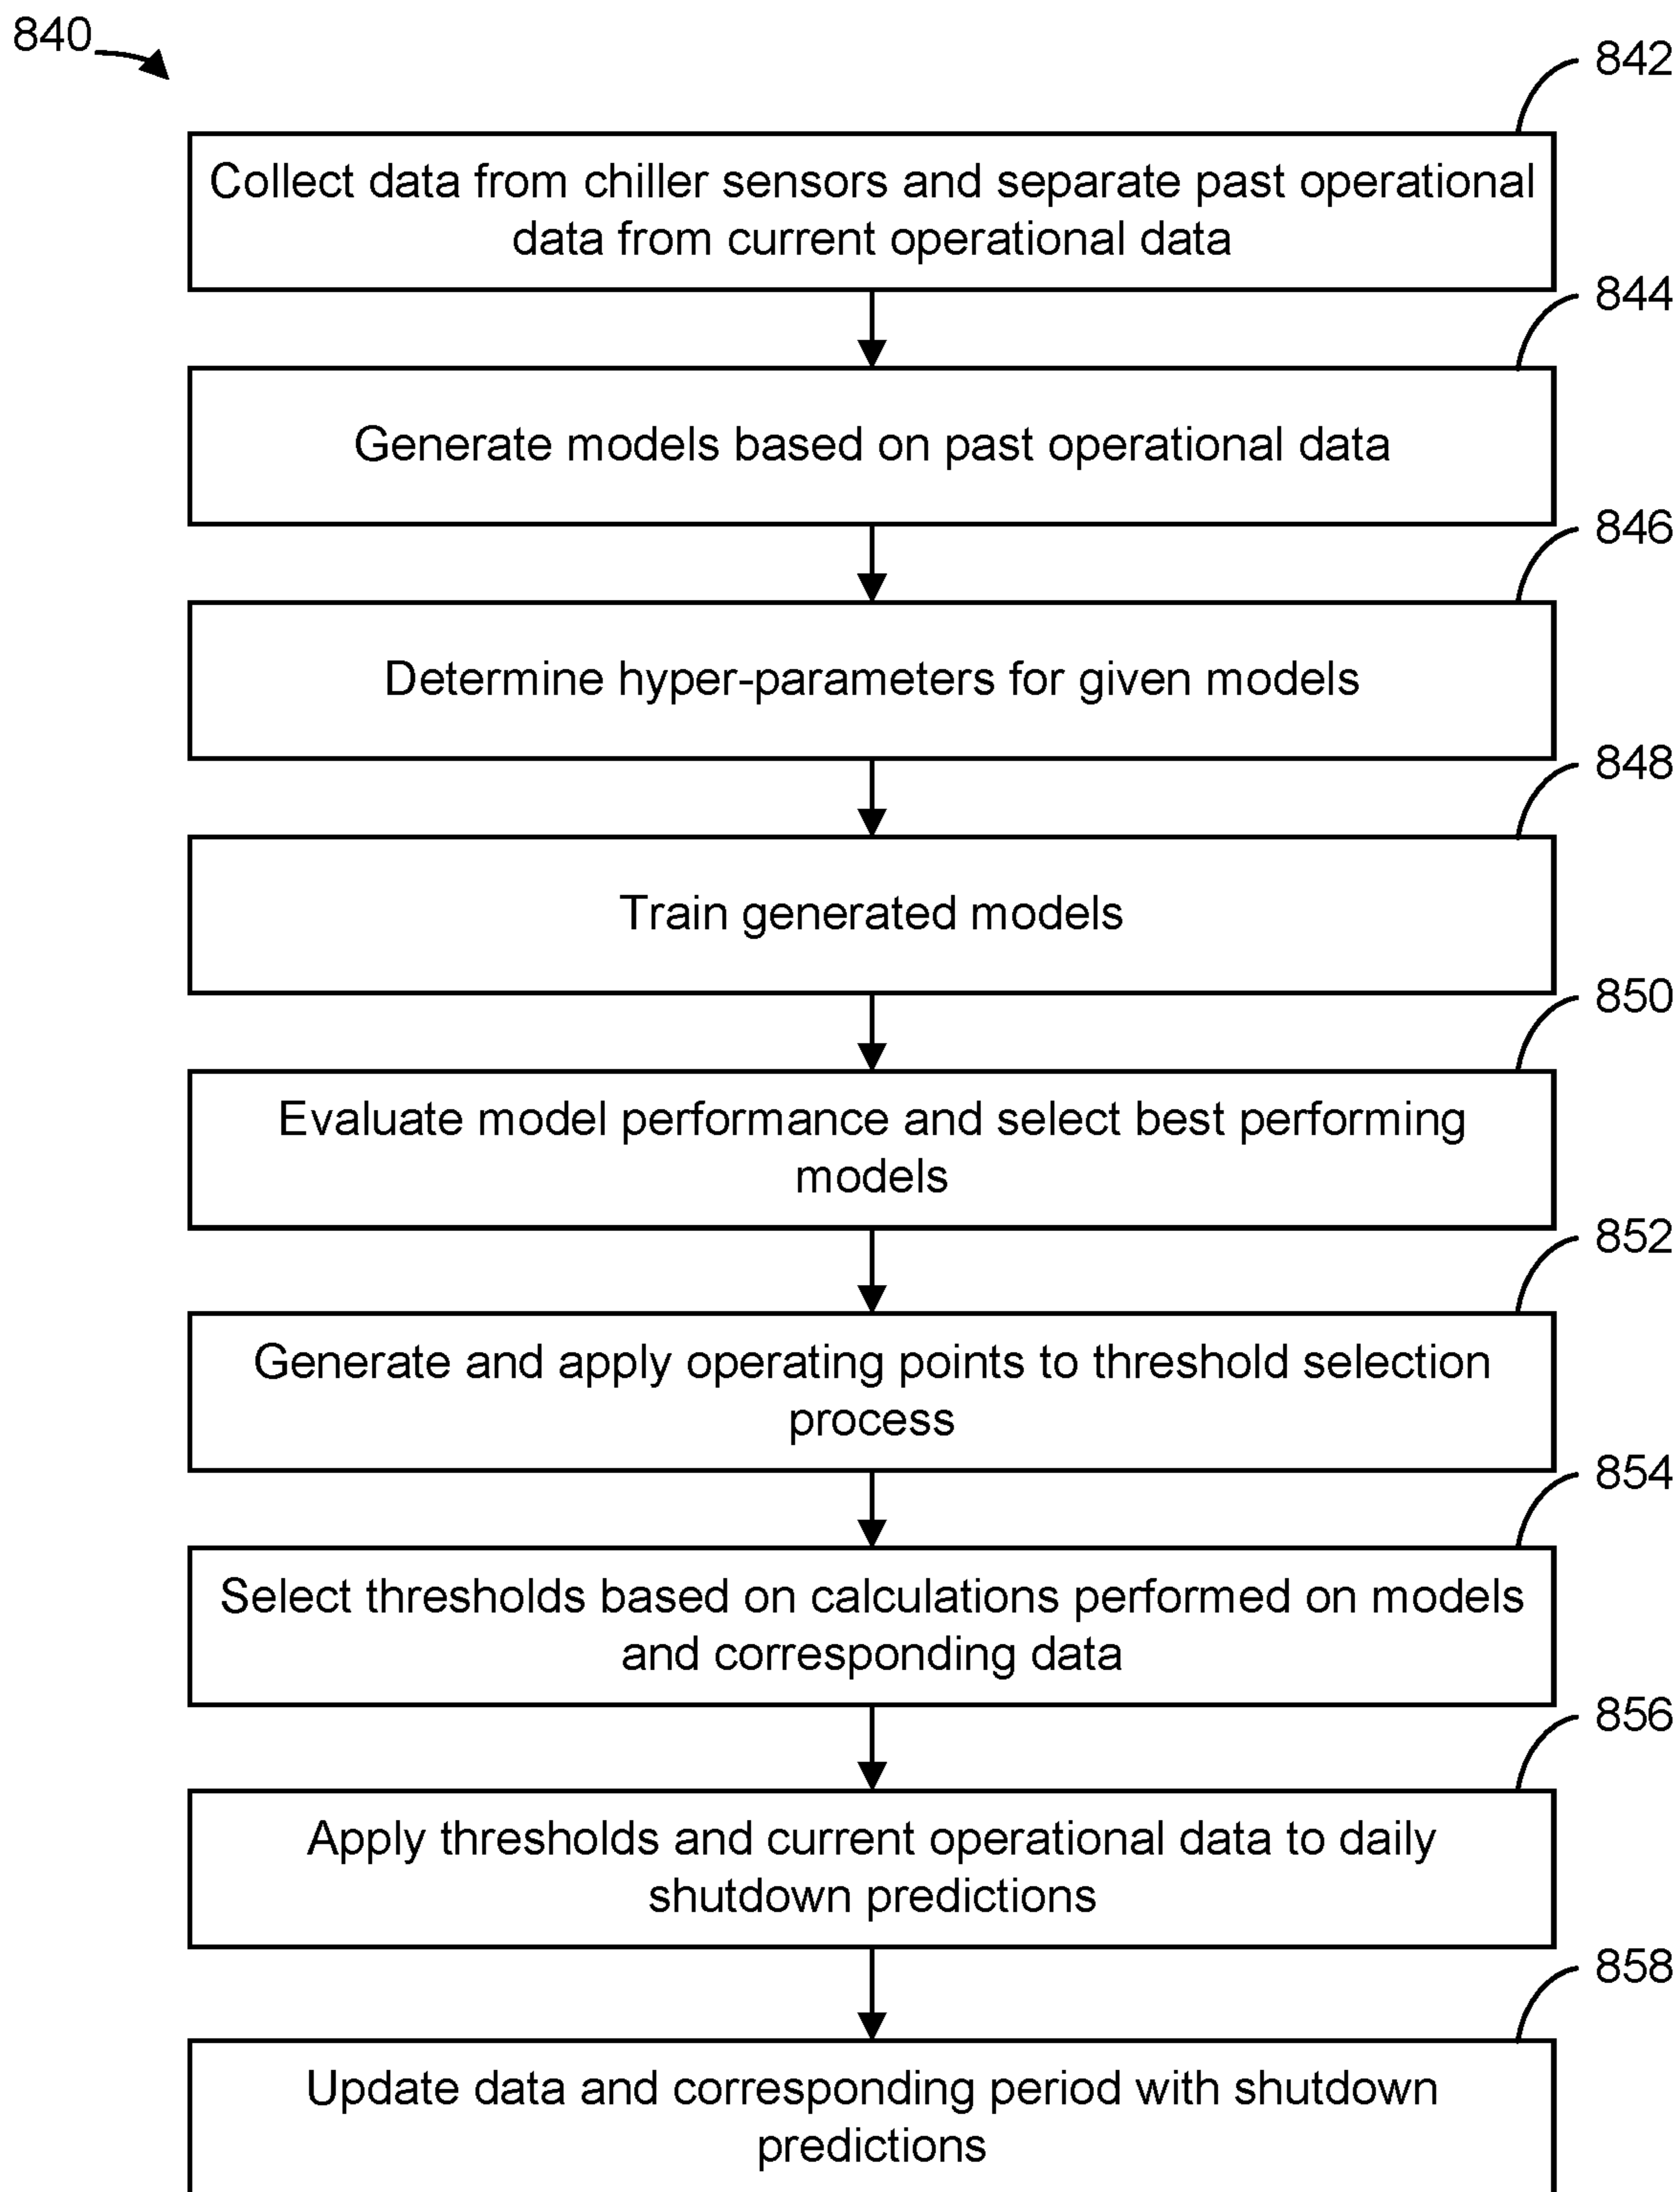 840
842
Collect data from chiller sensors and separate past operational
data from current operational data
844
Generate models based on past operational data
846
Determine hyper-parameters for given models
848
Train generated models
850
Evaluate model performance and select best performing
models
852
Generate and apply operating points to threshold selection
process
854
Select thresholds based on calculations performed on models
and corresponding data
856
Apply thresholds and current operational data to daily
shutdown predictions
858
Update data and corresponding period with shutdown
predictions